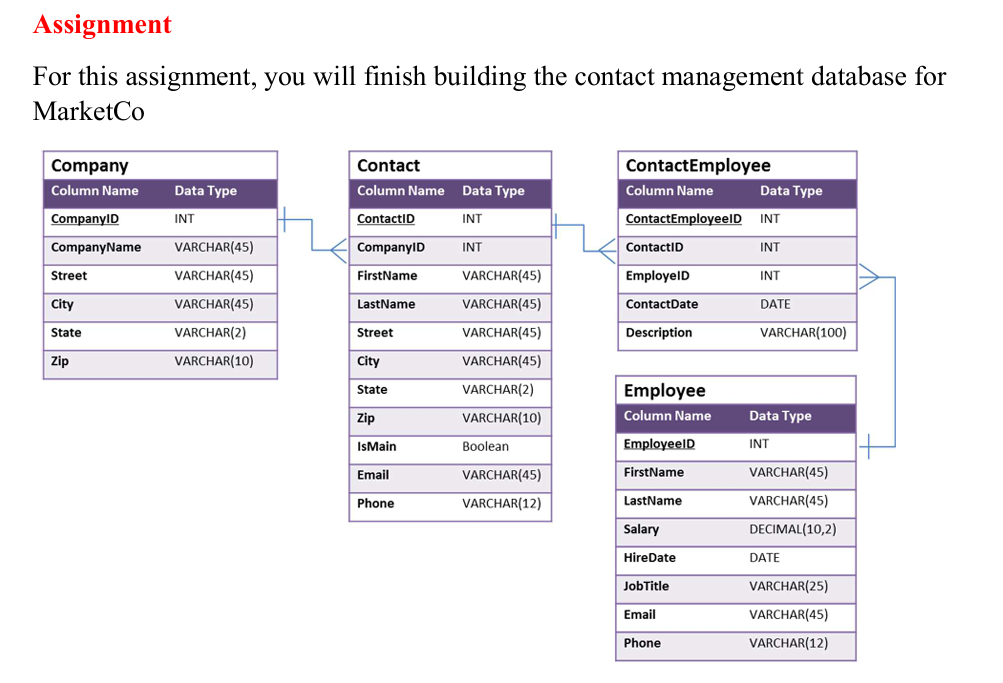 Assignment
For this assignment, you will finish building the contact management database for
MarketCo
Company
Column Name Data Type
CompanyID INT
CompanyName VARCHAR(45)
Street VARCHAR(45)
City VARCHAR(45)
State VARCHAR(2)
Zip VARCHAR(10)
Contact
Column Name Data Type
ContactID INT
CompanyID INT
FirstName VARCHAR(45)
LastName VARCHAR(45)
Street VARCHAR(45)
City VARCHAR(45)
State VARCHAR(2)
Zip VARCHAR(10)
IsMain Boolean
Email VARCHAR(45)
Phone VARCHAR(12)
ContactEmployee
Column Name Data Type
ContactEmployeeID INT
ContactID INT
EmployeID INT
ContactDate DATE
Description VARCHAR(100)
Employee
Column Name Data Type
EmployeeID INT
FirstName VARCHAR(45)
LastName VARCHAR(45)
Salary DECIMAL(10,2)
HireDate DATE
JobTitle VARCHAR(25)
Email VARCHAR(45)
Phone VARCHAR(12)